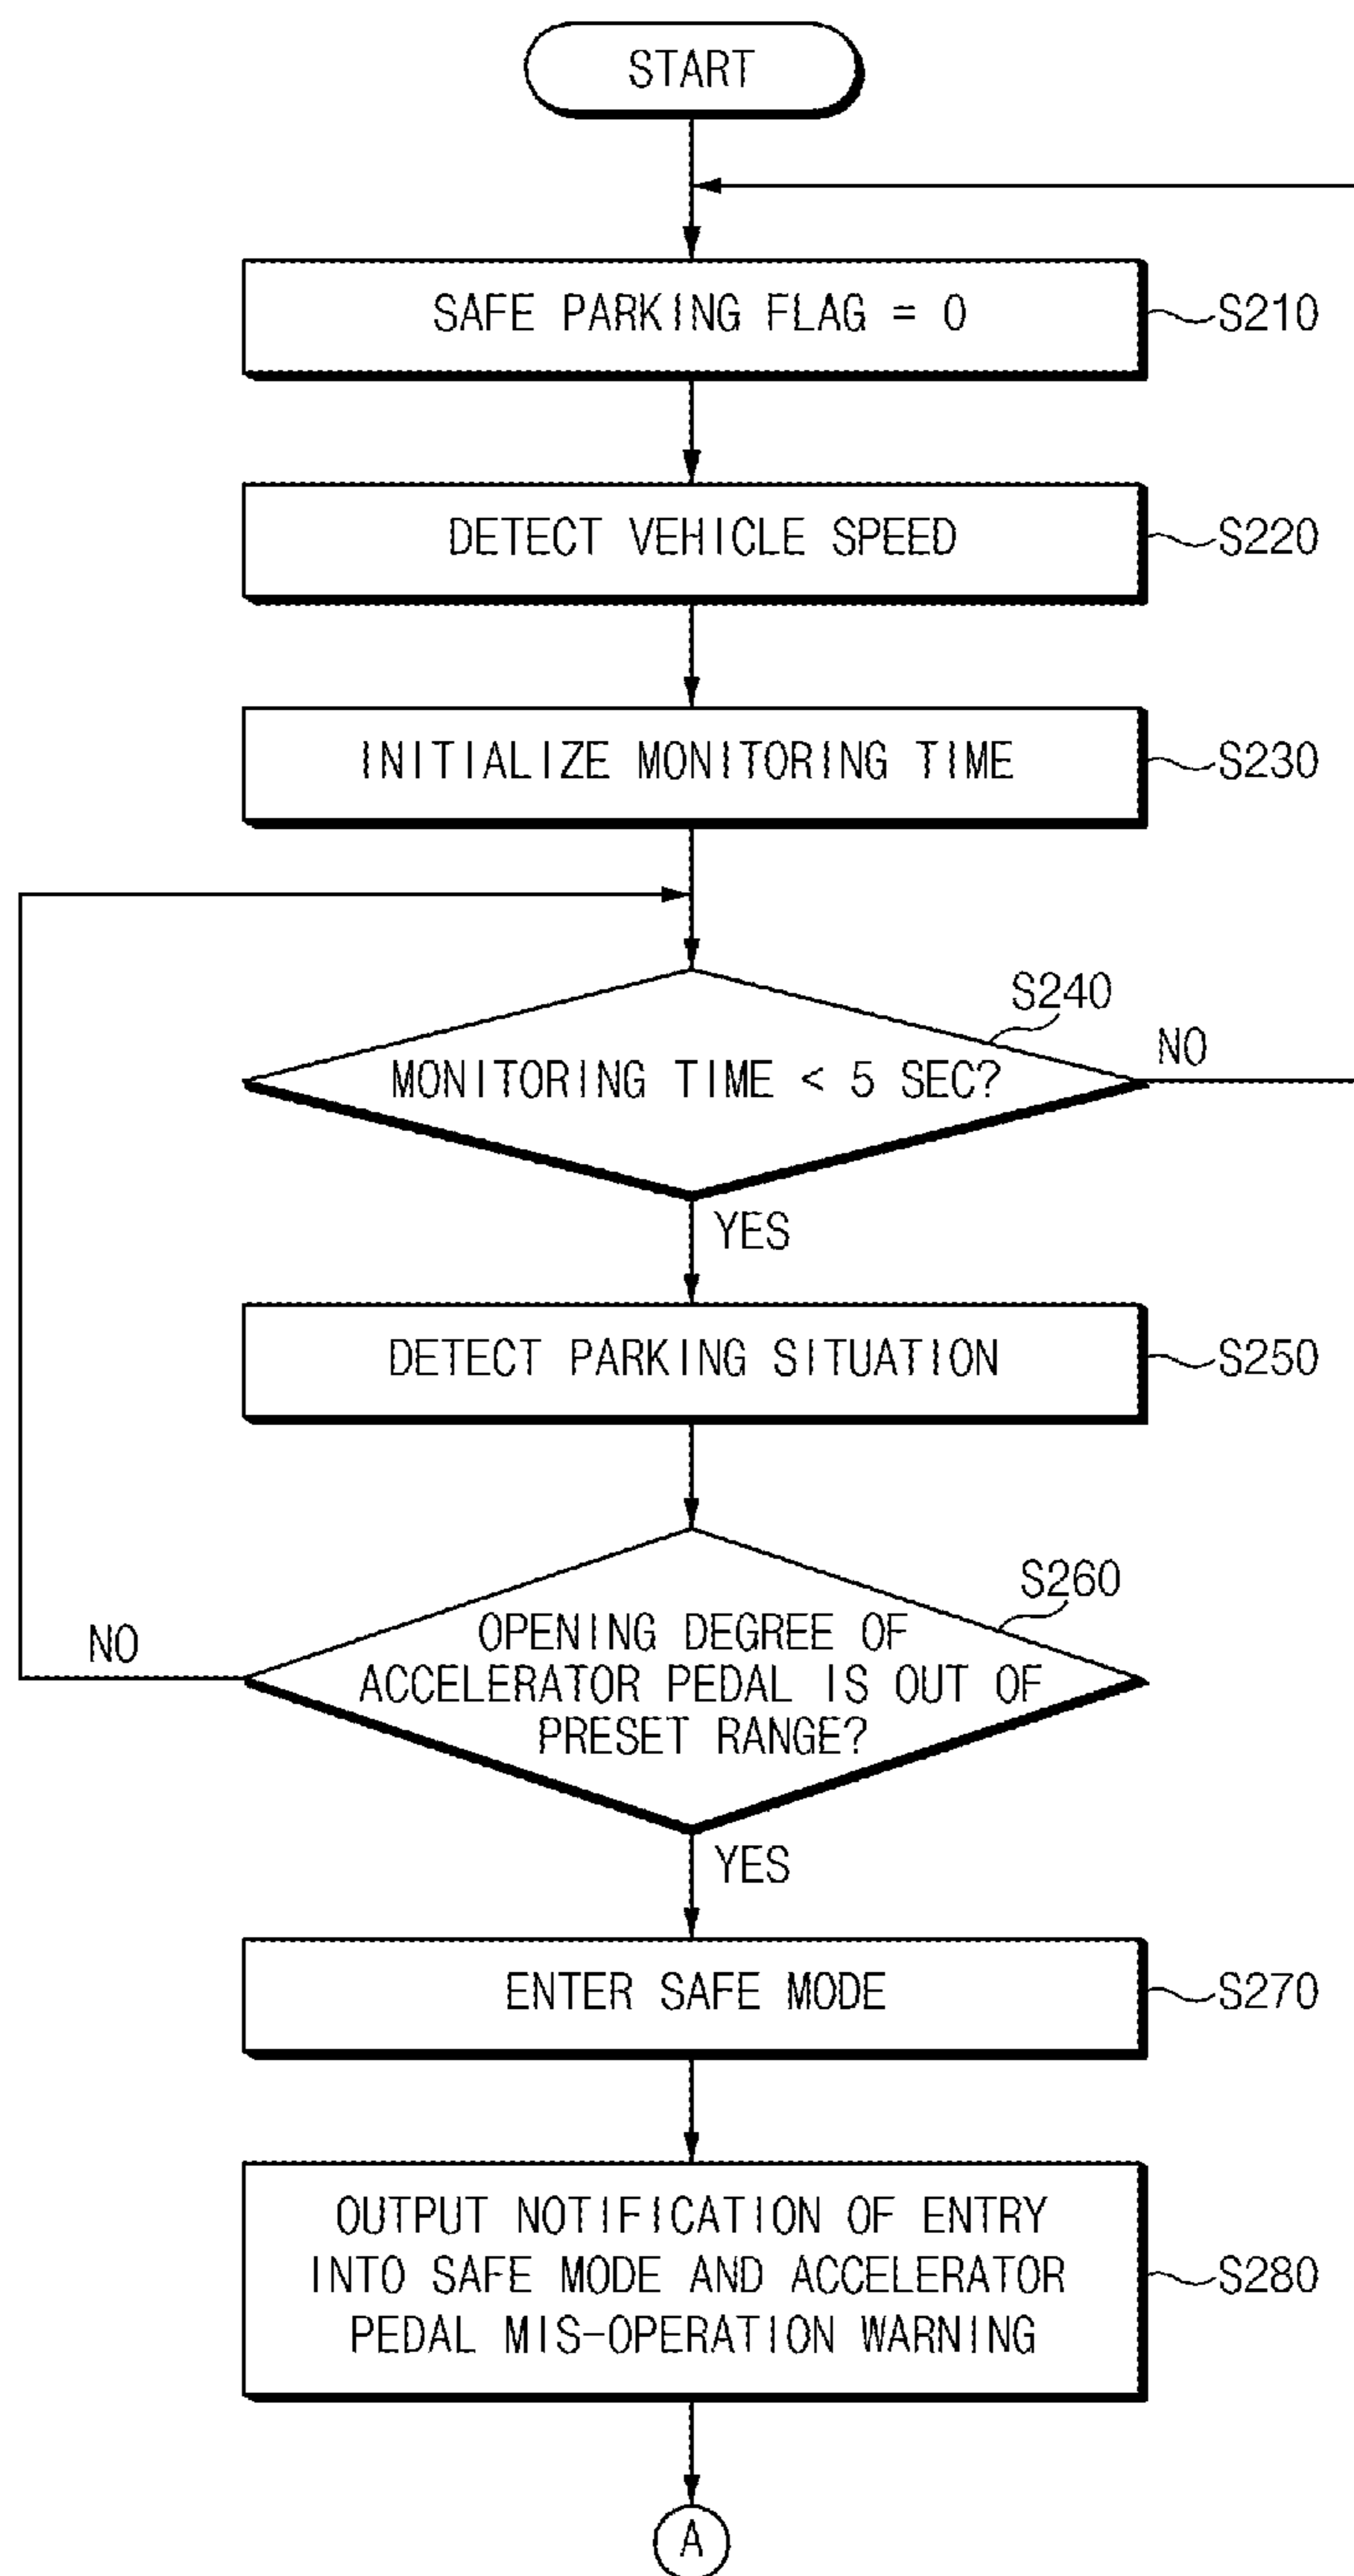 START
SAFE PARKING FLAG = 0
S210
DETECT VEHICLE SPEED
S220
INITIALIZE MONITORING TIME
S230
S240
MONITORING TIME < 5 SEC?
NO
YES
DETECT PARKING SITUATION
S250
S260
OPENING DEGREE OF
ACCELERATOR PEDAL IS OUT OF
PRESET RANGE?
NO
YES
ENTER SAFE MODE
S270
OUTPUT NOTIFICATION OF ENTRY
INTO SAFE MODE AND ACCELERATOR
PEDAL MIS-OPERATION WARNING
S280
A